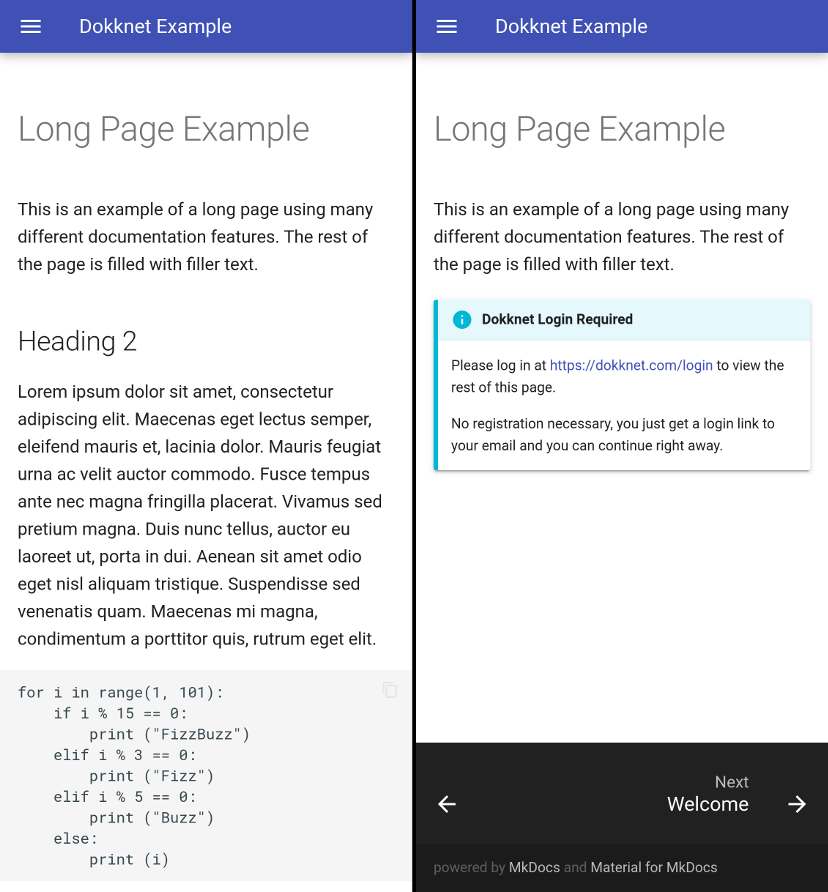 Dokknet Example
Long Page Example
This is an example of a long page using many
different documentation features. The rest of
the page is filled with filler text.
Heading 2
Lorem ipsum dolor sit amet, consectetur
adipiscing elit. Maecenas eget lectus semper,
eleifend mauris et, lacinia dolor. Mauris feugiat
urna ac velit auctor commodo. Fusce tempus
ante nec magna fringilla placerat. Vivamus sed
pretium magna. Duis nunc tellus, auctor eu
laoreet ut, porta in dui. Aenean sit amet odio
eget nisl aliquam tristique. Suspendisse sed
venenatis quam. Maecenas mi magna,
condimentum a porttitor quis, rutrum eget elit.
for i in range(1, 101):
    if i % 15 == 0:
        print ("FizzBuzz")
    elif i % 3 == 0:
        print ("Fizz")
    elif i % 5 == 0:
        print ("Buzz")
    else:
        print (i)
Dokknet Example
Long Page Example
This is an example of a long page using many
different documentation features. The rest of
the page is filled with filler text.
Dokknet Login Required
Please log in at https://dokknet.com/login to view the
rest of this page.
No registration necessary, you just get a login link to
your email and you can continue right away.
Next
Welcome
powered by MkDocs and Material for MkDocs